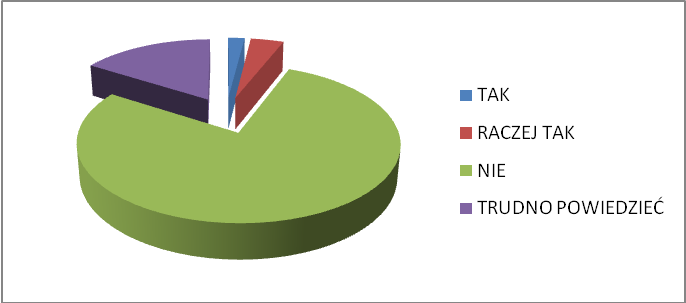 TAK
RACZEJ TAK
NIE
TRUDNO POWIEDZIEĆ